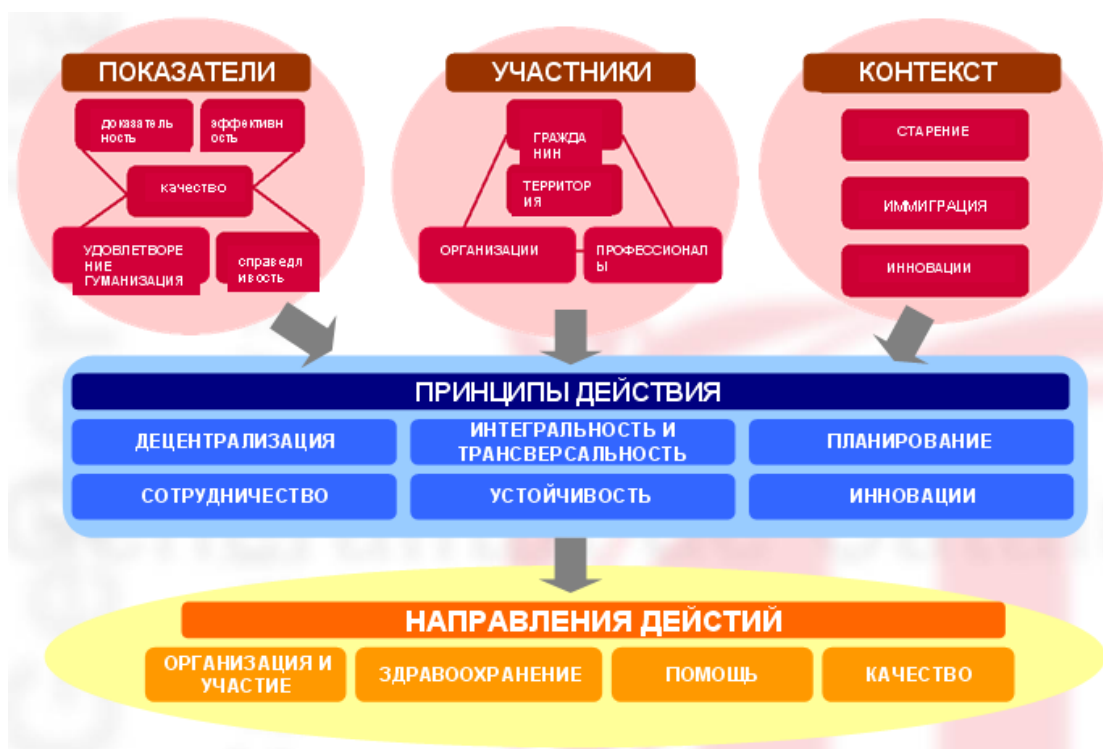 ПОКАЗАТЕЛИ
доказатель
ность
эффективн
ость
качество
УДОВЛЕТВОРЕ
НИЕ
ГУМАНИЗАЦИЯ
справедл
ивость
УЧАСТНИКИ
ГРАЖДА
НИН
ТЕРРИТОР
ИЯ
ОРГАНИЗАЦИИ
ПРОФЕССИОНАЛ
Ы
КОНТЕКСТ
СТАРЕНИЕ
ИММИГРАЦИЯ
ИННОВАЦИИ
ПРИНЦИПЫ ДЕЙСТВИЯ
ДЕЦЕНТРАЛИЗАЦИЯ
ИНТЕГРАЛЬНОСТЬ И
ТРАНСВЕРСАЛЬНОСТЬ
ПЛАНИРОВАНИЕ
СОТРУДНИЧЕСТВО
УСТОЙЧИВОСТЬ
ИННОВАЦИИ
НАПРАВЛЕНИЯ ДЕЙСТИЙ
ОРГАНИЗАЦИЯ И
УЧАСТИЕ
ЗДРАВООХРАНЕНИЕ
ПОМОЩЬ
КАЧЕСТВО